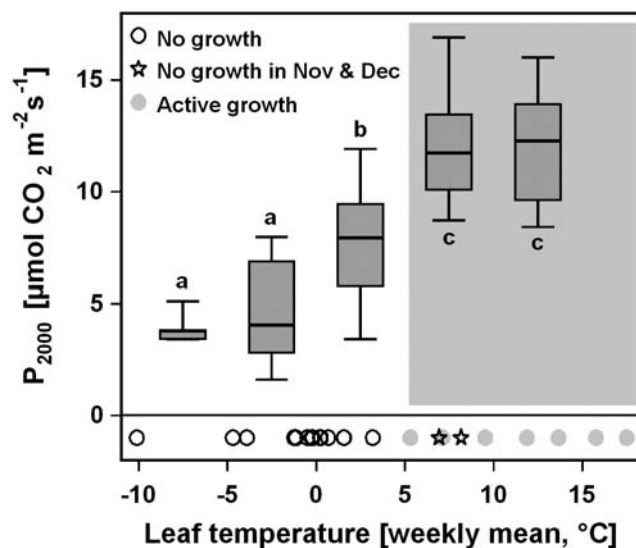 No growth
No growth in Nov & Dec
Active growth
P2000 [μmol CO2 m−2s−1]
15
10
5
0
a
a
b
c
c
-10
-5
0
5
10
15
Leaf temperature [weekly mean, °C]